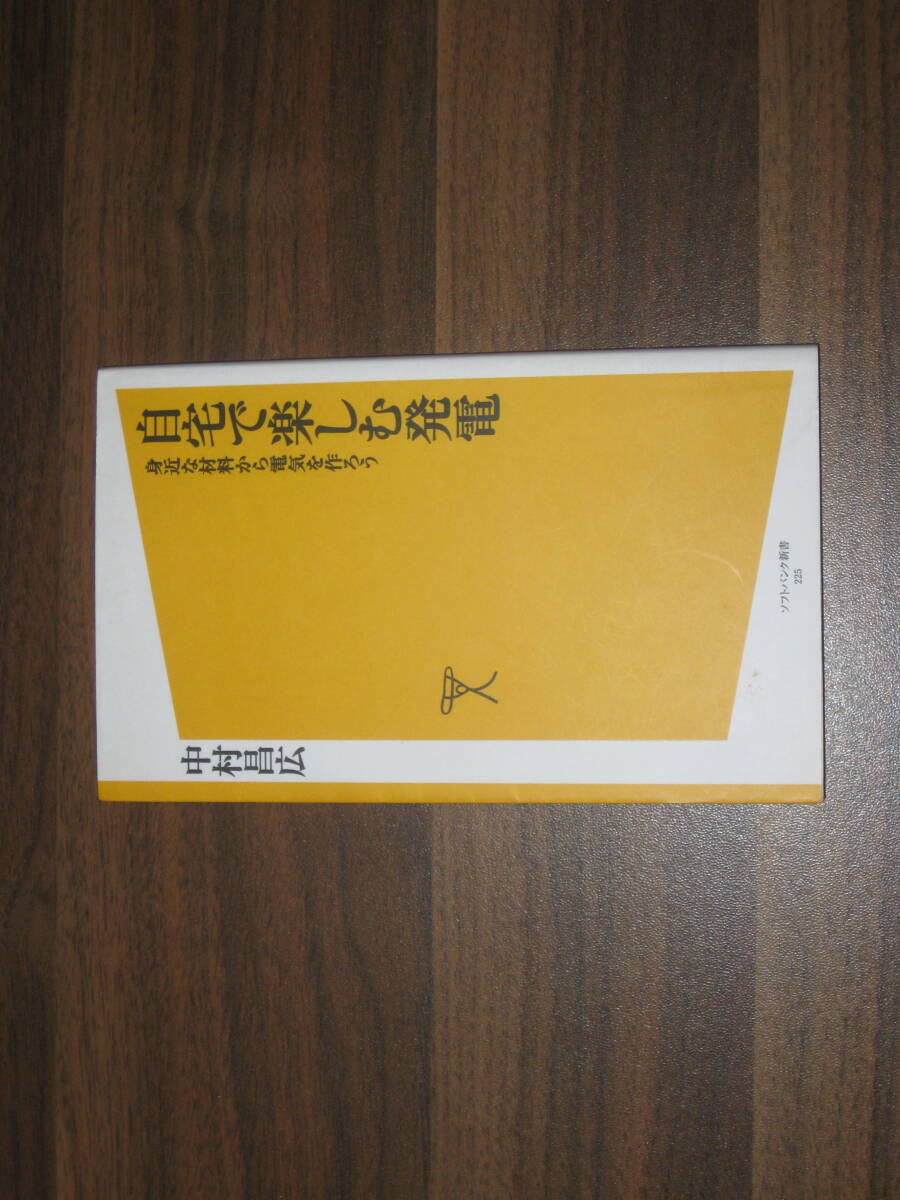 自宅で楽しむ発電
身近な材料から電気を作ろう
中村昌広
ソフトバンク新書
225